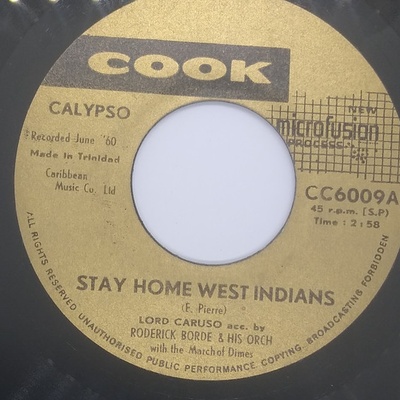 COOK
CALYPSO
Recorded June '60
Made In Trinidad
Caribbean
Music Co. Ltd
NEW
microfusion
PROCESS
CC6009A
45 r.p.m. [S.P]
Time : 2 : 58
STAY HOME WEST INDIANS
(E. Pierre)
LORD CARUSO acc. by
RODERICK BORDE & HIS ORCH
with the March of Dimes
ALL RIGHTS RESERVED UNAUTHORISED PUBLIC PERFORMANCE COPYING, BROADCASTING FORBIDDEN